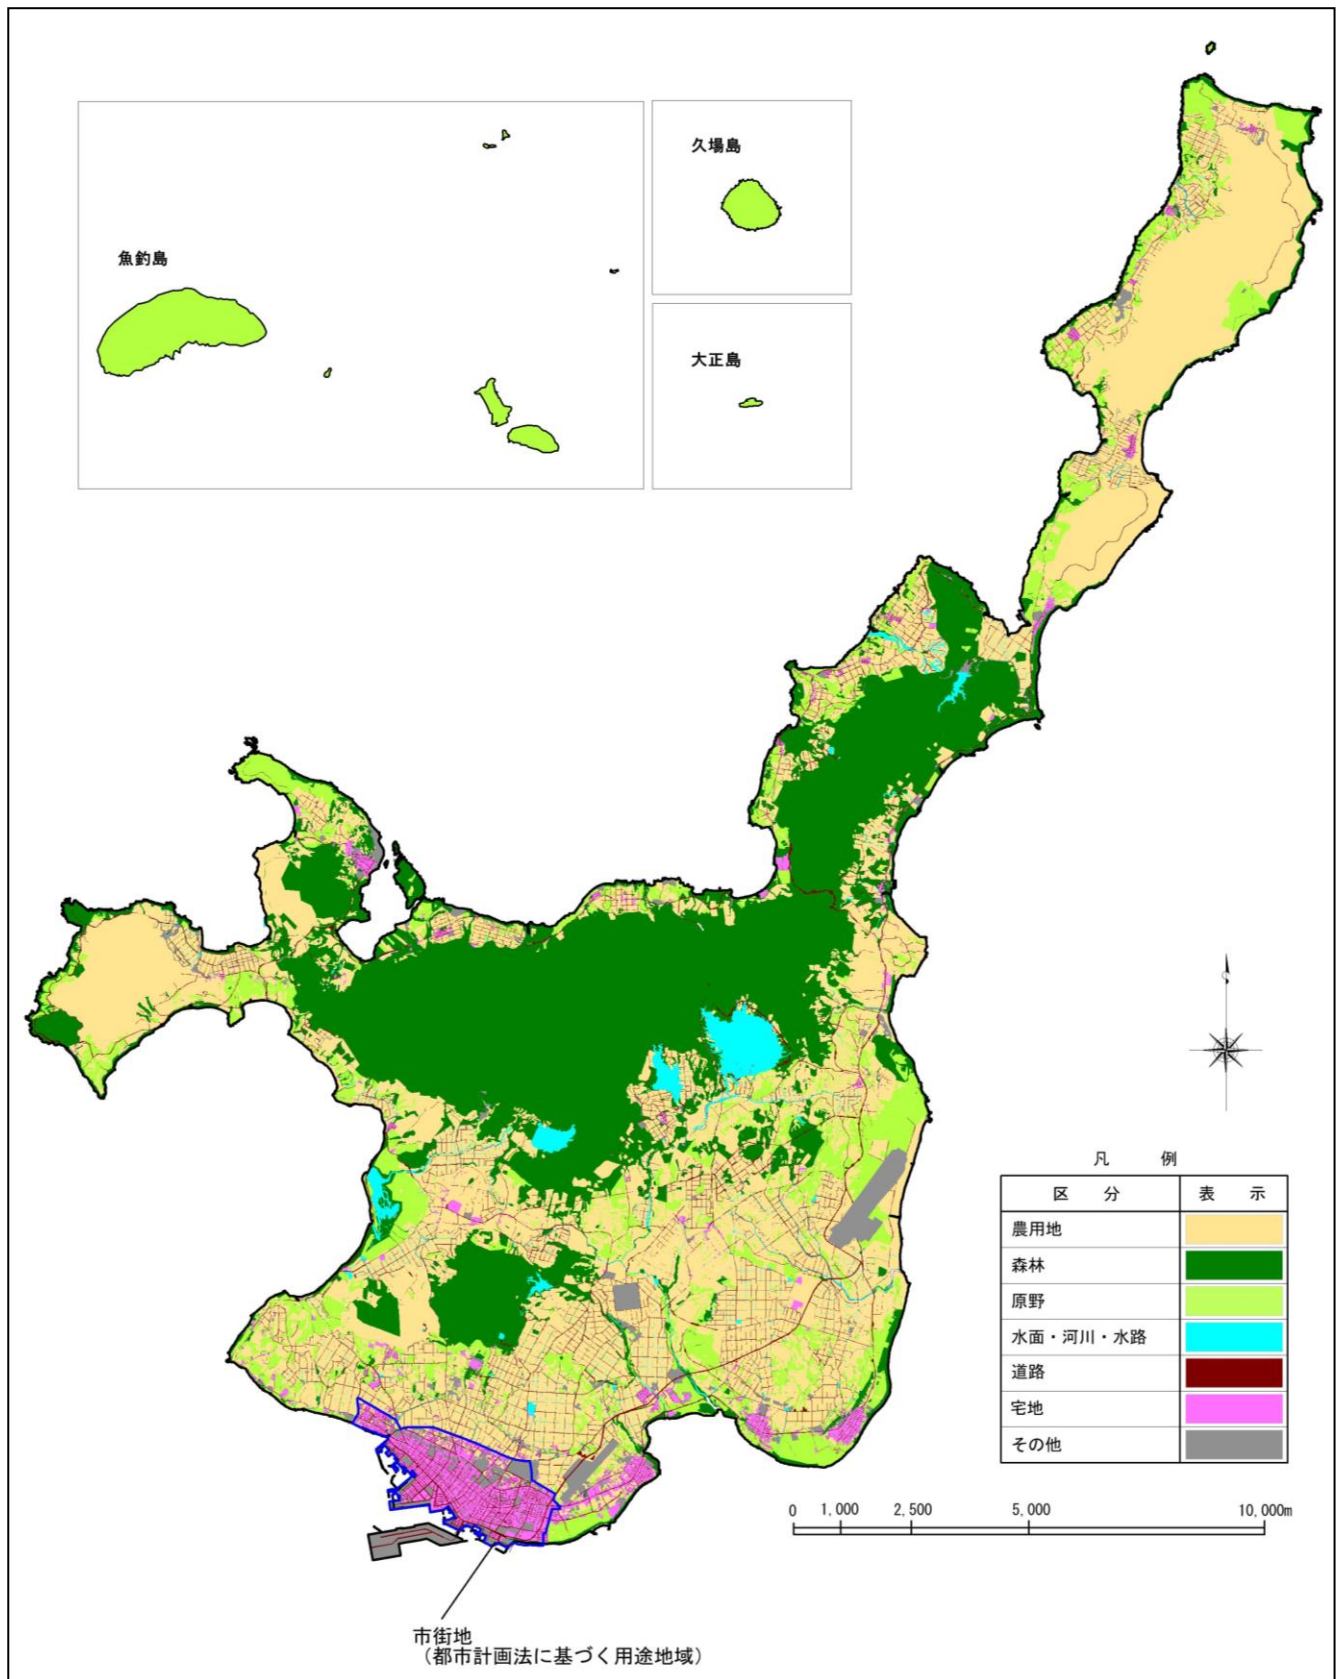 久場島
魚釣島
大正島
凡 例
区 分 表 示
農用地
森林
原野
水面・河川・水路
道路
宅地
その他
0 1,000 2,500 5,000 10,000m
市街地
(都市計画法に基づく用途地域)